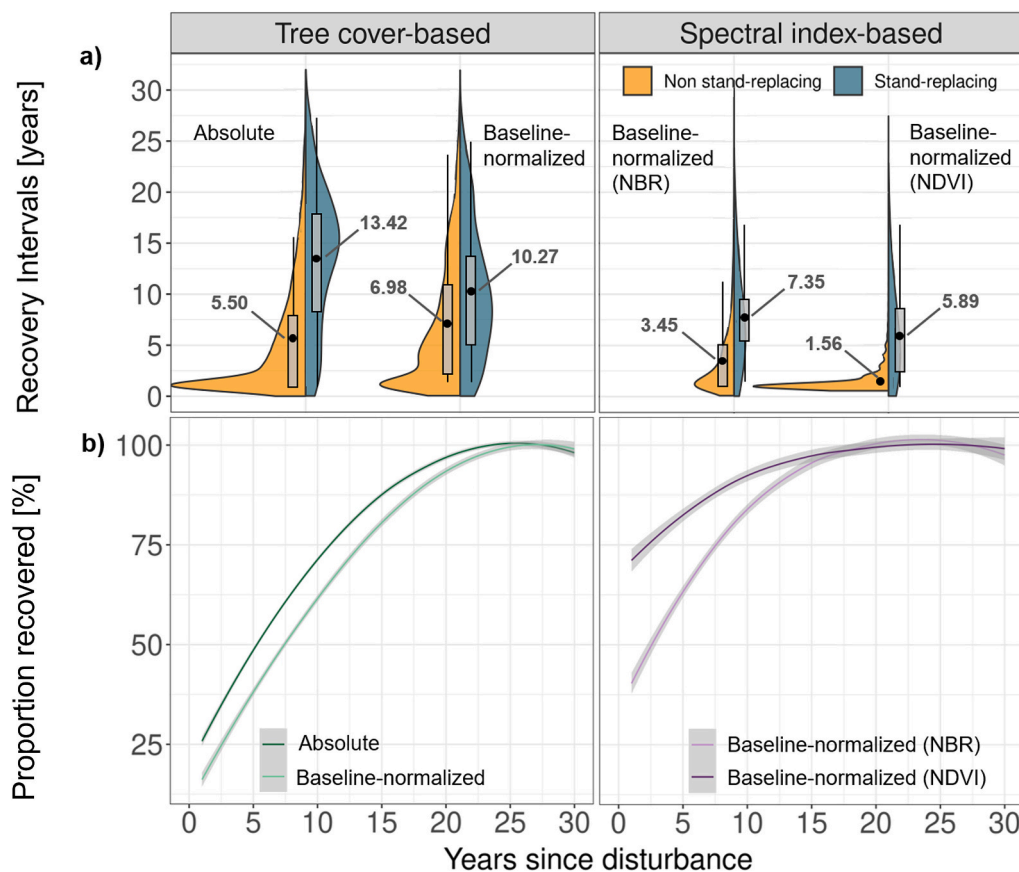 Tree cover-based
Spectral index-based
a)
Recovery Intervals [years]
30
25
20
15
10
5
0
Absolute
Baseline-
normalized
Non stand-replacing
Stand-replacing
Baseline-
normalized
(NBR)
Baseline-
normalized
(NDVI)
5.50
13.42
6.98
10.27
3.45
7.35
1.56
5.89
b)
Proportion recovered [%]
100
75
50
25
Absolute
Baseline-normalized
Baseline-normalized (NBR)
Baseline-normalized (NDVI)
0 5 10 15 20 25 30
0 5 10 15 20 25 30
Years since disturbance